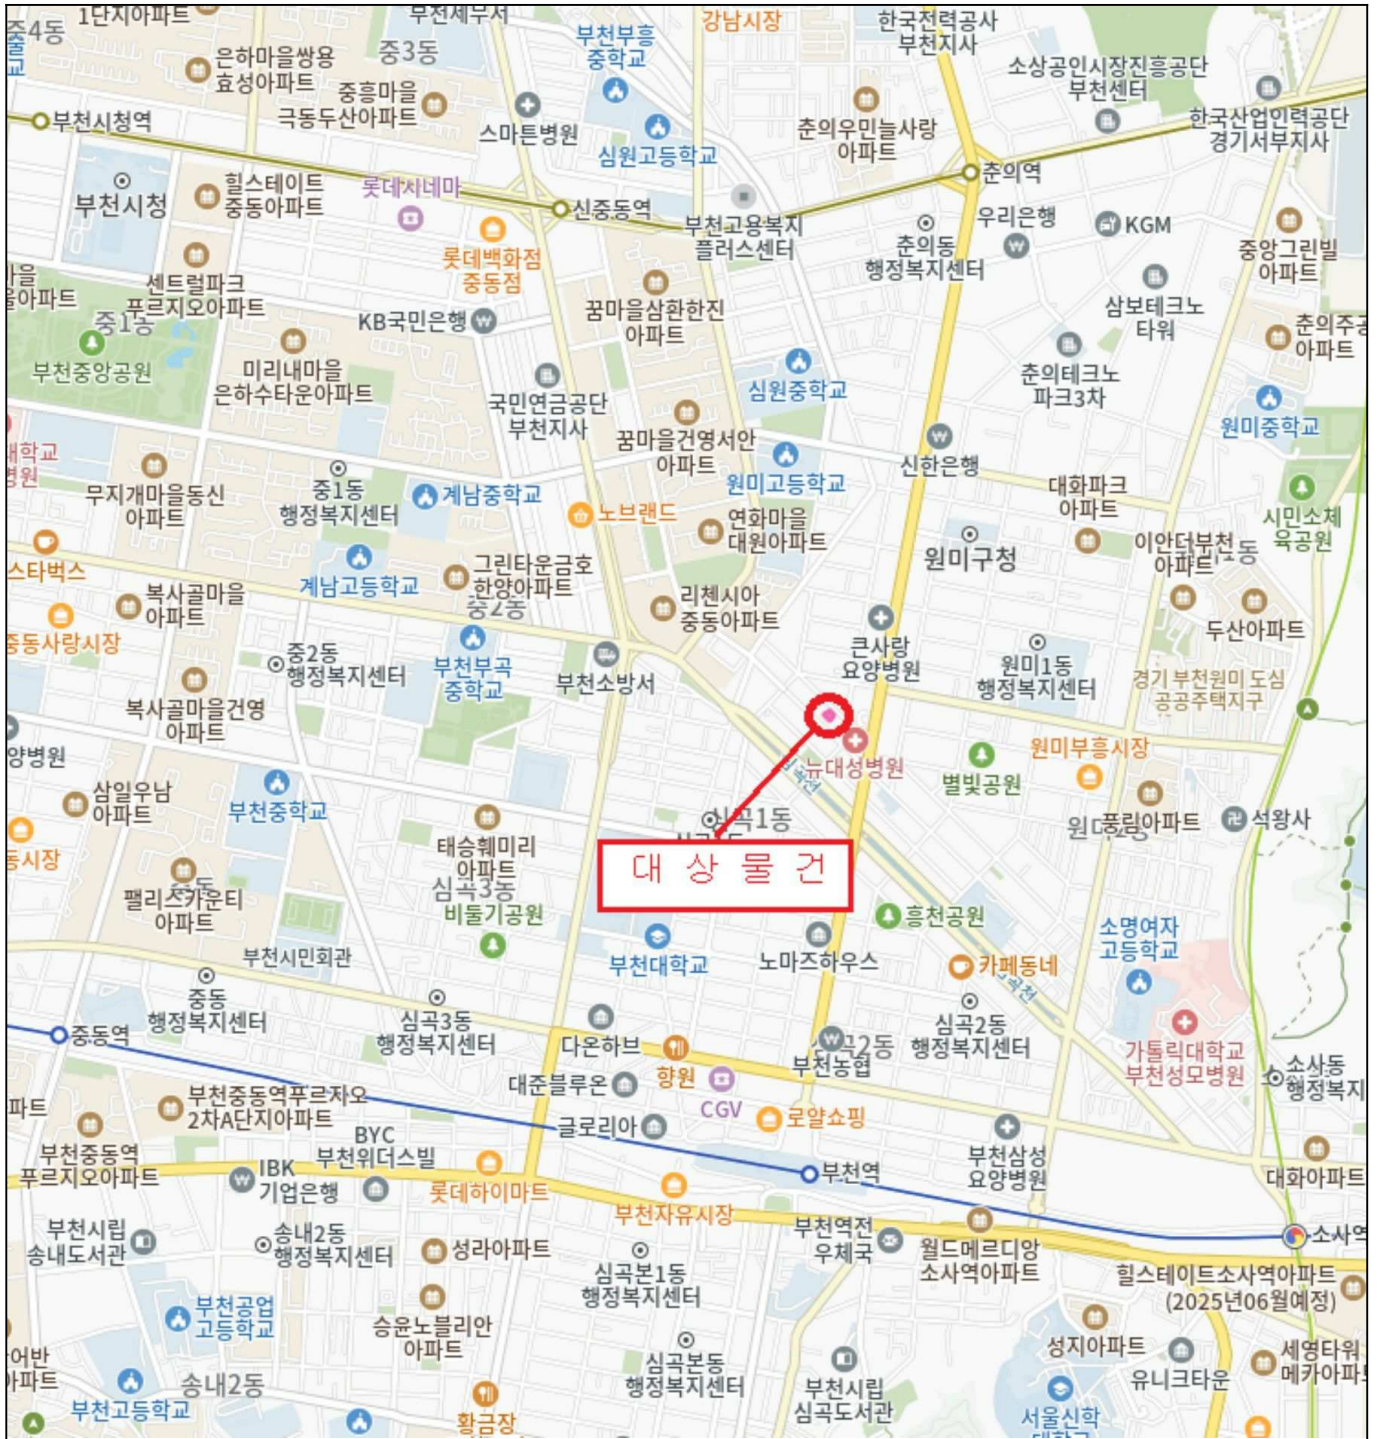 1단지아파트
부천세무서
강남시장
한국전력공사
부천지사
중4동
은하마을쌍용
효성아파트
중3동
부천부흥
중학교
소상공인시장진흥공단
부천센터
중흥마을
극동두산아파트
스마튼병원
심원고등학교
춘의우민늘사랑
아파트
한국산업인력공단
경기서부지사
부천시청역
부천시청
힐스테이트
중동아파트
롯데시네마
신중동역
춘의역
부천고용복지
플러스센터
춘의동
행정복지센터
우리은행
KGM
중앙그린빌
아파트
롯데백화점
중동점
센트럴파크
푸르지오아파트
중1동
KB국민은행
꿈마을삼환한진
아파트
삼보테크노
타워
부천중앙공원
미리내마을
은하수타운아파트
국민연금공단
부천지사
심원중학교
춘의테크노
파크3차
아파트
원미중학교
꿈마을건영서안
아파트
신한은행
무지개마을동신
아파트
중1동
행정복지센터
계남중학교
노브랜드
원미고등학교
연화마을
대원아파트
대화파크
아파트
시민소체
육공원
스타벅스
계남고등학교
그린타운금호
한양아파트
중2동
원미구청
이안더부천
아파트
복사골마을
아파트
리첸시아
중동아파트
두산아파트
중동사랑시장
중2동
행정복지센터
부천부곡
중학교
부천소방서
큰사랑
요양병원
원미1동
행정복지센터
경기 부천원미 도심
공공주택지구
복사골마을건영
아파트
뉴대성병원
별빛공원
원미부흥시장
삼일우남
아파트
부천중학교
심곡천
심곡1동
풍림아파트
석왕사
태승훼미리
아파트
심곡3동
대 상 물 건
팰리스카운티
아파트
비둘기공원
부천시민회관
부천대학교
노마즈하우스
흥천공원
카페동네
심곡천
소명여자
고등학교
중동
행정복지센터
심곡3동
행정복지센터
심곡2동
행정복지센터
중동역
다온하브
향원
부천농협
가톨릭대학교
부천성모병원
소사동
행정복지
부천중동역푸르지오
2차A단지아파트
대준블루온
CGV
로얄쇼핑
글로리아
부천중동역
푸르지오아파트
BYC
부천위더스빌
IBK
기업은행
롯데하이마트
부천역
부천삼성
요양병원
대화아파트
부천자유시장
부천시립
송내도서관
송내2동
행정복지센터
성라아파트
심곡본1동
행정복지센터
부천역전
우체국
월드메르디앙
소사역아파트
소사역
힐스테이트소사역아파트
(2025년06월예정)
부천공업
고등학교
승윤노블리안
아파트
심곡본동
행정복지센터
부천시립
심곡도서관
성지아파트
유니크타운
세영타워
메카아파트
부천고등학교
송내2동
황금장
서울신학
대학교